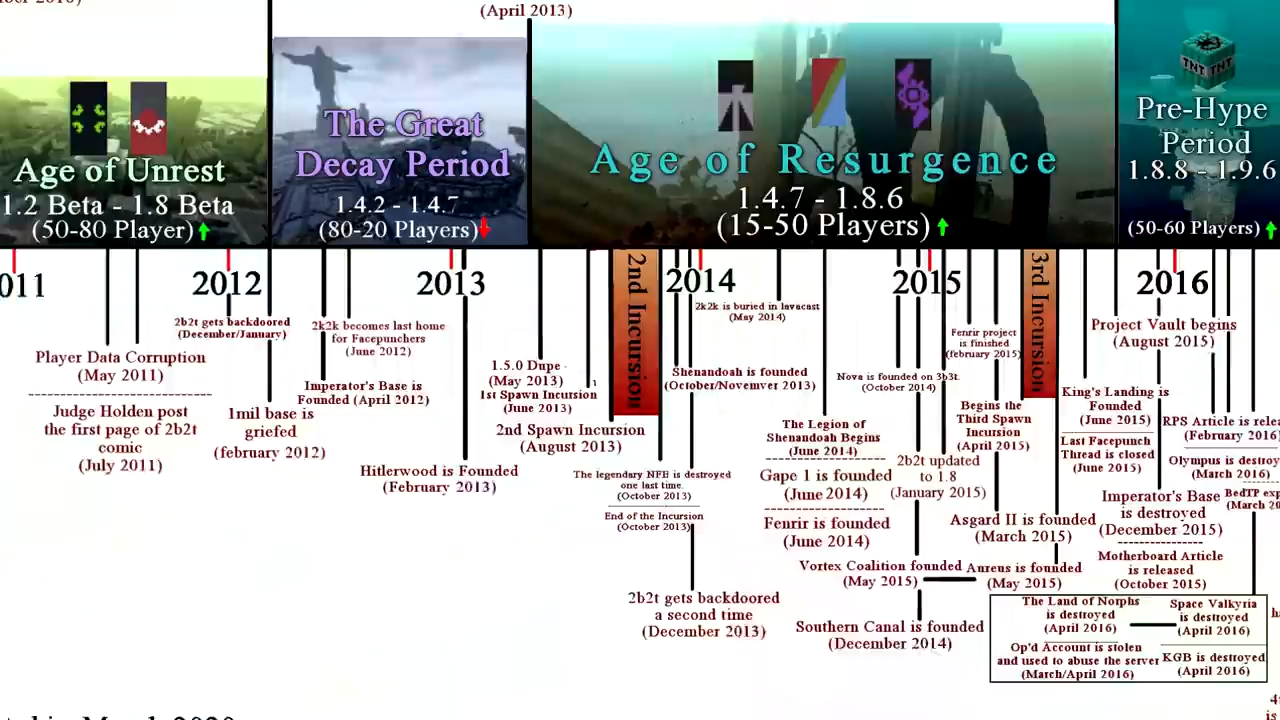 (April 2013)
Age of Unrest
1.2 Beta - 1.8 Beta
(50-80 Player)
The Great
Decay Period
1.4.2 - 1.4.7
(80-20 Players)
Age of Resurgence
1.4.7 - 1.8.6
(15-50 Players)
TNT TNT
Pre-Hype
Period
1.8.8 - 1.9.6
(50-60 Players)
2012
2013
2nd Incursion
2014
2015
3rd Incursion
2016
2b2t gets backdoored
(December/January)
Player Data Corruption
(May 2011)
Judge Holden post
the first page of 2b2t
comic
(July 2011)
1mil base is
griefed
(february 2012)
2k2k becomes last home
for Facepunchers
(June 2012)
Imperator's Base is
Founded (April 2012)
Hitlerwood is Founded
(February 2013)
1.5.0 Dupe
(May 2013)
1st Spawn Incursion
(June 2013)
2nd Spawn Incursion
(August 2013)
The legendary NFE is destroyed
one last time.
(October 2013)
End of the Incursion
(October 2013)
2b2t gets backdoored
a second time
(December 2013)
2k2k is buried in lavacast
(May 2014)
Shenandoah is founded
(October/Novemver 2013)
The Legion of
Shenandoah Begins
(June 2014)
Gape 1 is founded
(June 2014)
Fenrir is founded
(June 2014)
Nova is founded on 3b3t.
(October 2014)
2b2t updated
to 1.8
(January 2015)
Vortex Coalition founded
(May 2015)
Southern Canal is founded
(December 2014)
Fenrir project
is finished
(february 2015)
Begins the
Third Spawn
Incursion
(April 2015)
Asgard II is founded
(March 2015)
Aureus is founded
(May 2015)
Project Vault begins
(August 2015)
King's Landing is
Founded
(June 2015)
Last Facepunch
Thread is closed
(June 2015)
Imperator's Base
is destroyed
(December 2015)
Motherboard Article
is released
(October 2015)
RPS Article is
(February 2016)
Olympus is
(March 2016)
BedTP
(March
The Land of Norphs
is destroyed
(April 2016)
Space Valkyria
is destroyed
(April 2016)
Op'd Account is stolen
and used to abuse the server
(March/April 2016)
KGB is destroyed
(April 2016)